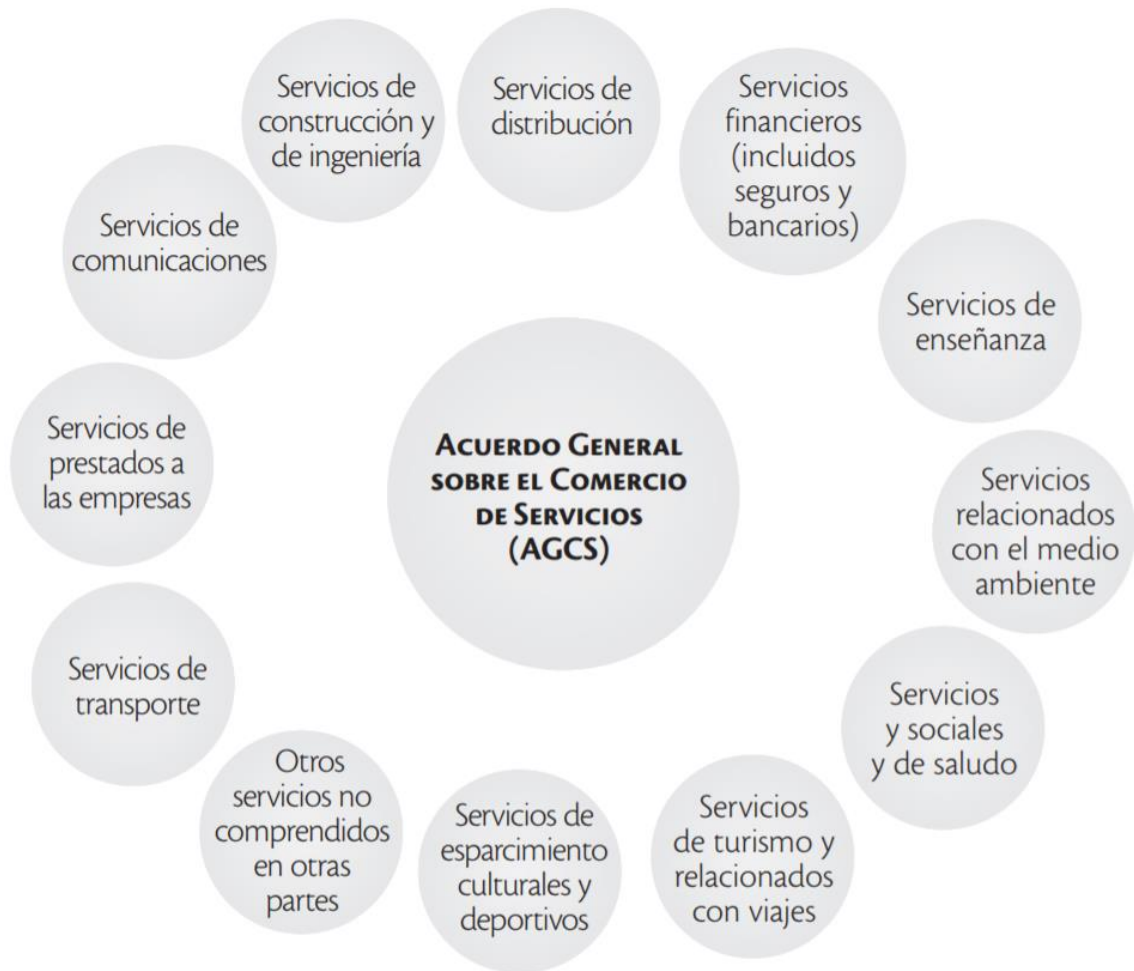 Servicios de
construcción y
de ingeniería
Servicios de
distribución
Servicios
financieros
(incluidos
seguros y
bancarios)
Servicios de
comunicaciones
Servicios de
enseñanza
Servicios de
prestados a
las empresas
ACUERDO GENERAL
SOBRE EL COMERCIO
DE SERVICIOS
(AGCS)
Servicios
relacionados
con el medio
ambiente
Servicios de
transporte
Servicios
y sociales
y de saludo
Otros
servicios no
comprendidos
en otras
partes
Servicios de
esparcimiento
culturales y
deportivos
Servicios
de turismo y
relacionados
con viajes